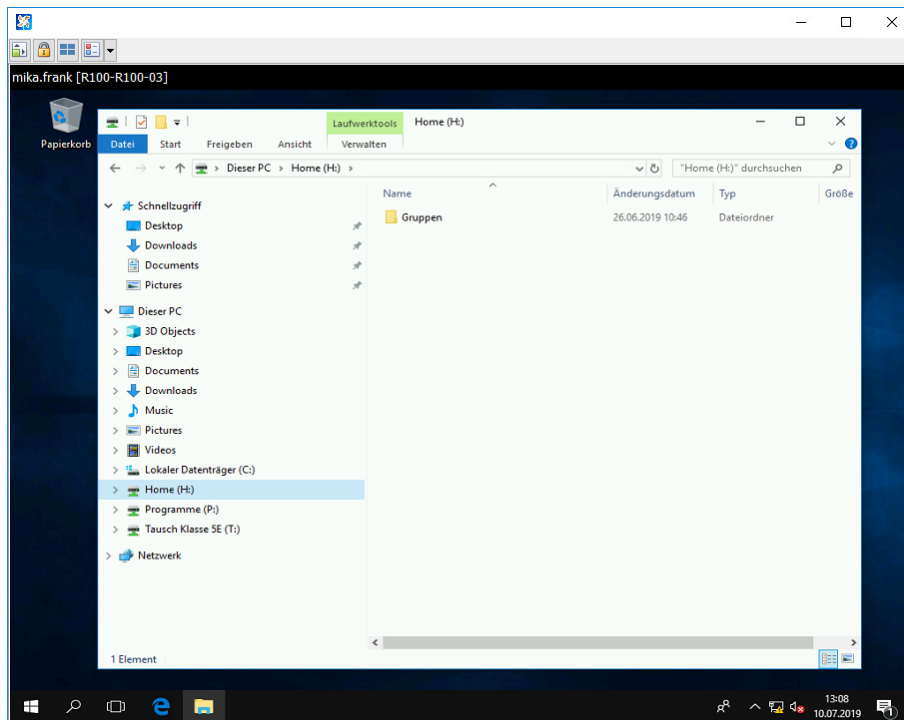 mika.frank [R100-R100-03]
Papierkorb
Laufwerktools Home (H:)
Datei Start Freigeben Ansicht Verwalten
Dieser PC Home (H:) "Home (H:)" durchsuchen
Name Änderungsdatum Typ Größe
Gruppen 26.06.2019 10:46 Dateiordner
Schnellzugriff
Desktop
Downloads
Documents
Pictures
Dieser PC
3D Objects
Desktop
Documents
Downloads
Music
Pictures
Videos
Lokaler Datenträger (C:)
Home (H:)
Programme (P:)
Tausch Klasse 5E (T:)
Netzwerk
1 Element
13:08
10.07.2019
1